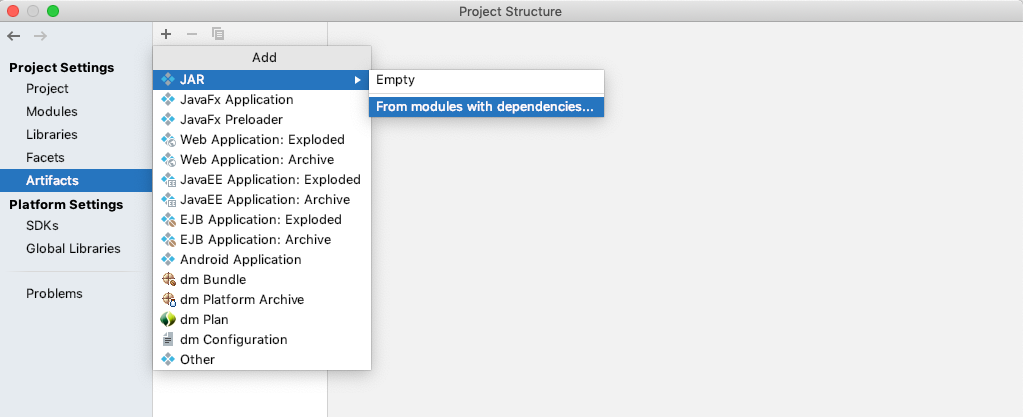 Project Structure
Project Settings
Project
Modules
Libraries
Facets
Artifacts
Platform Settings
SDKs
Global Libraries
Problems
Add
JAR
JavaFx Application
JavaFx Preloader
Web Application: Exploded
Web Application: Archive
JavaEE Application: Exploded
JavaEE Application: Archive
EJB Application: Exploded
EJB Application: Archive
Android Application
dm Bundle
dm Platform Archive
dm Plan
dm Configuration
Other
Empty
From modules with dependencies...